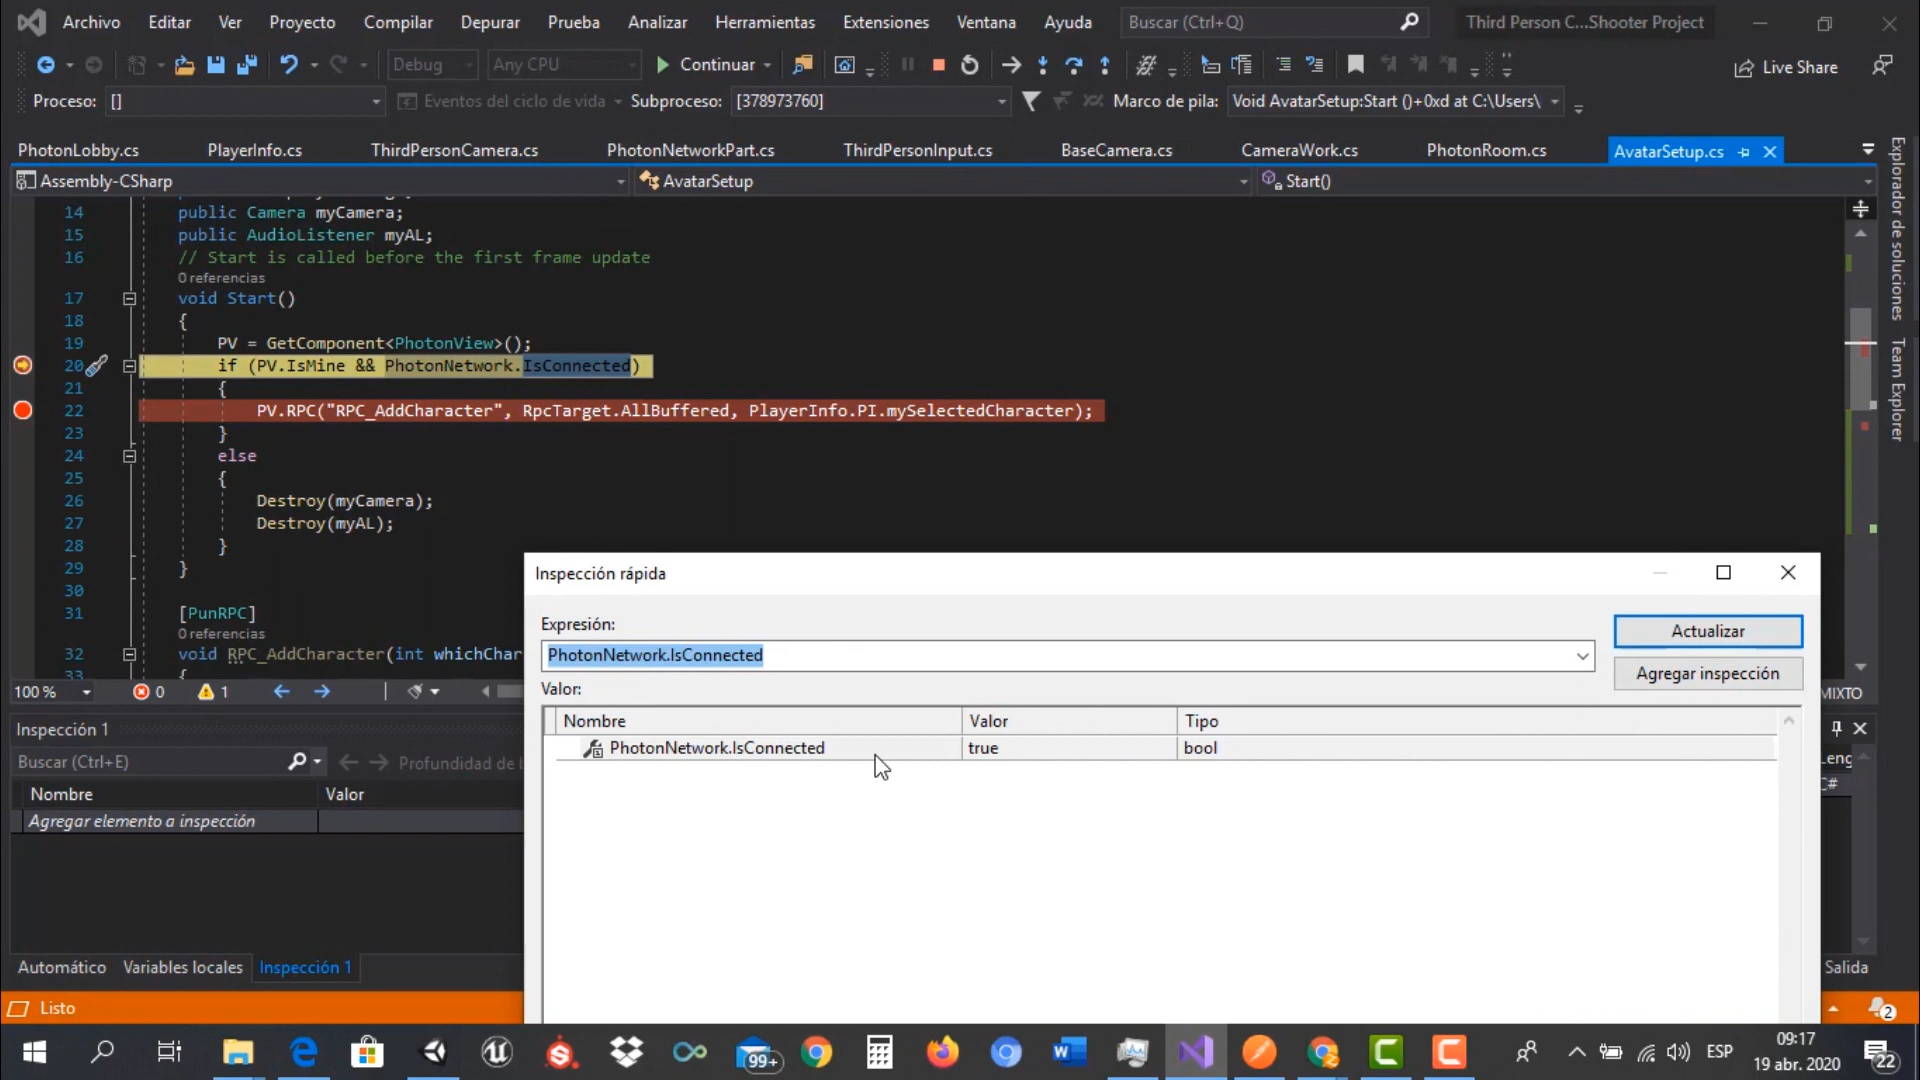 Archivo Editar Ver Proyecto Compilar Depurar Prueba Analizar Herramientas Extensiones Ventana Ayuda Buscar (Ctrl+Q) Third Person C...Shooter Project
Debug Any CPU Continuar Live Share
Proceso: [] Eventos del ciclo de vida Subproceso: [378973760] Marco de pila: Void AvatarSetup:Start ()+0xd at C:\Users\
PhotonLobby.cs PlayerInfo.cs ThirdPersonCamera.cs PhotonNetworkPart.cs ThirdPersonInput.cs BaseCamera.cs CameraWork.cs PhotonRoom.cs AvatarSetup.cs
Assembly-CSharp AvatarSetup Start()
14 public Camera myCamera;
15 public AudioListener myAL;
16 // Start is called before the first frame update
0 referencias
17 void Start()
18 {
19 PV = GetComponent<PhotonView>();
20 if (PV.IsMine && PhotonNetwork.IsConnected)
21 {
22 PV.RPC("RPC_AddCharacter", RpcTarget.AllBuffered, PlayerInfo.PI.mySelectedCharacter);
23 }
24 else
25 {
26 Destroy(myCamera);
27 Destroy(myAL);
28 }
29 }
30
31 [PunRPC]
0 referencias
32 void RPC_AddCharacter(int whichChar
33 {
100 % 0 1 MIXTO
Explorador de soluciones
Team Explorer
Inspección rápida
Expresión:
PhotonNetwork.IsConnected
Actualizar
Agregar inspección
Valor:
Nombre Valor Tipo
PhotonNetwork.IsConnected true bool
Inspección 1
Buscar (Ctrl+E) Profundidad de
Nombre Valor
Agregar elemento a inspección
C#
Automático Variables locales Inspección 1 Salida
Listo 2
99+ ESP 09:17
19 abr. 2020 22